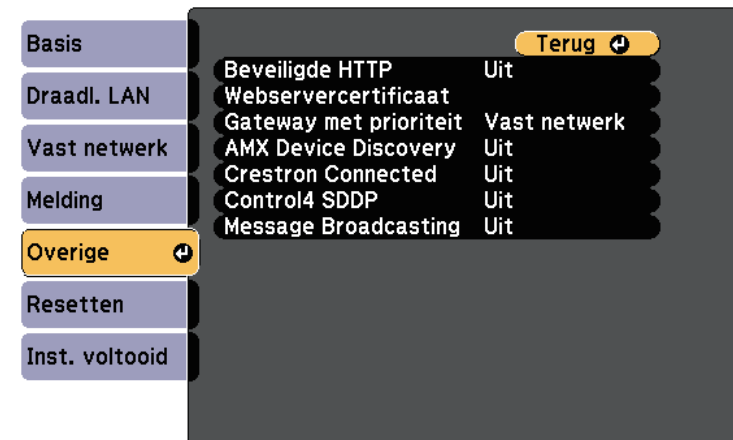 Basis
Draadl. LAN
Vast netwerk
Melding
Overige
Resetten
Inst. voltooid
Terug
Beveiligde HTTP Uit
Webservercertificaat
Gateway met prioriteit Vast netwerk
AMX Device Discovery Uit
Crestron Connected Uit
Control4 SDDP Uit
Message Broadcasting Uit